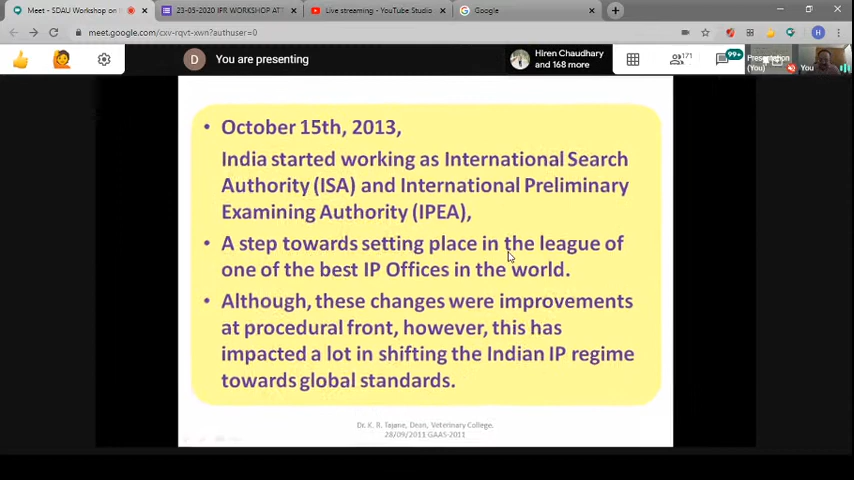 Meet - SDAU Workshop on I
23-05-2020 IPR WORKSHOP ATT
Live streaming - YouTube Studio
Google
meet.google.com/cxv-rqvt-xwn?authuser=0
H
D
You are presenting
Hiren Chaudhary
and 168 more
171
99+
Presentation
(You)
You
• October 15th, 2013,
India started working as International Search
Authority (ISA) and International Preliminary
Examining Authority (IPEA),
• A step towards setting place in the league of
one of the best IP Offices in the world.
• Although, these changes were improvements
at procedural front, however, this has
impacted a lot in shifting the Indian IP regime
towards global standards.
Dr. K. R. Tajane, Dean, Veterinary College.
28/09/2011 GAAS-2011